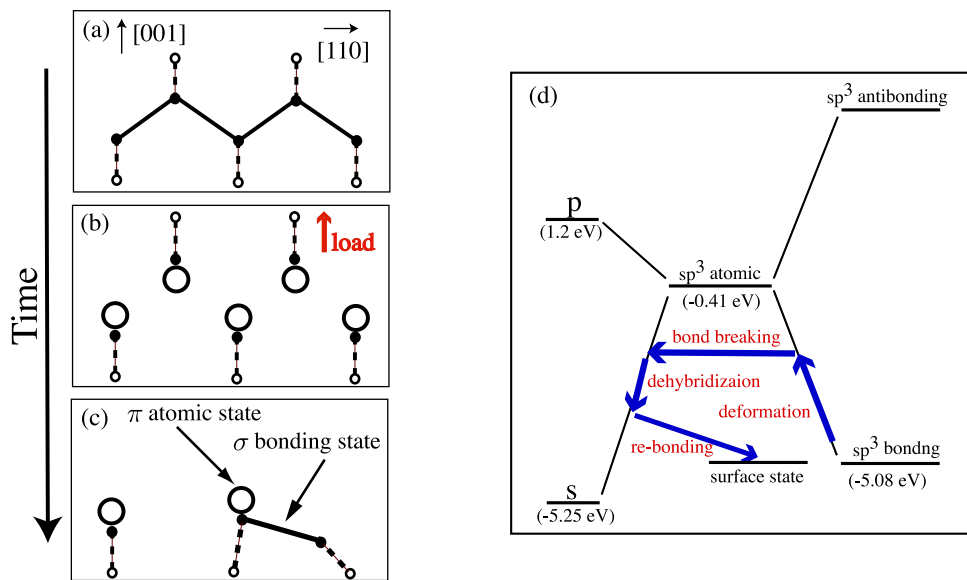 Time
(a)
[001]
[110]
(b)
load
(c)
π atomic state
σ bonding state
(d)
sp3 antibonding
p
(1.2 eV)
sp3 atomic
(-0.41 eV)
bond breaking
dehybridizaion
deformation
re-bonding
surface state
sp3 bondng
(-5.08 eV)
s
(-5.25 eV)